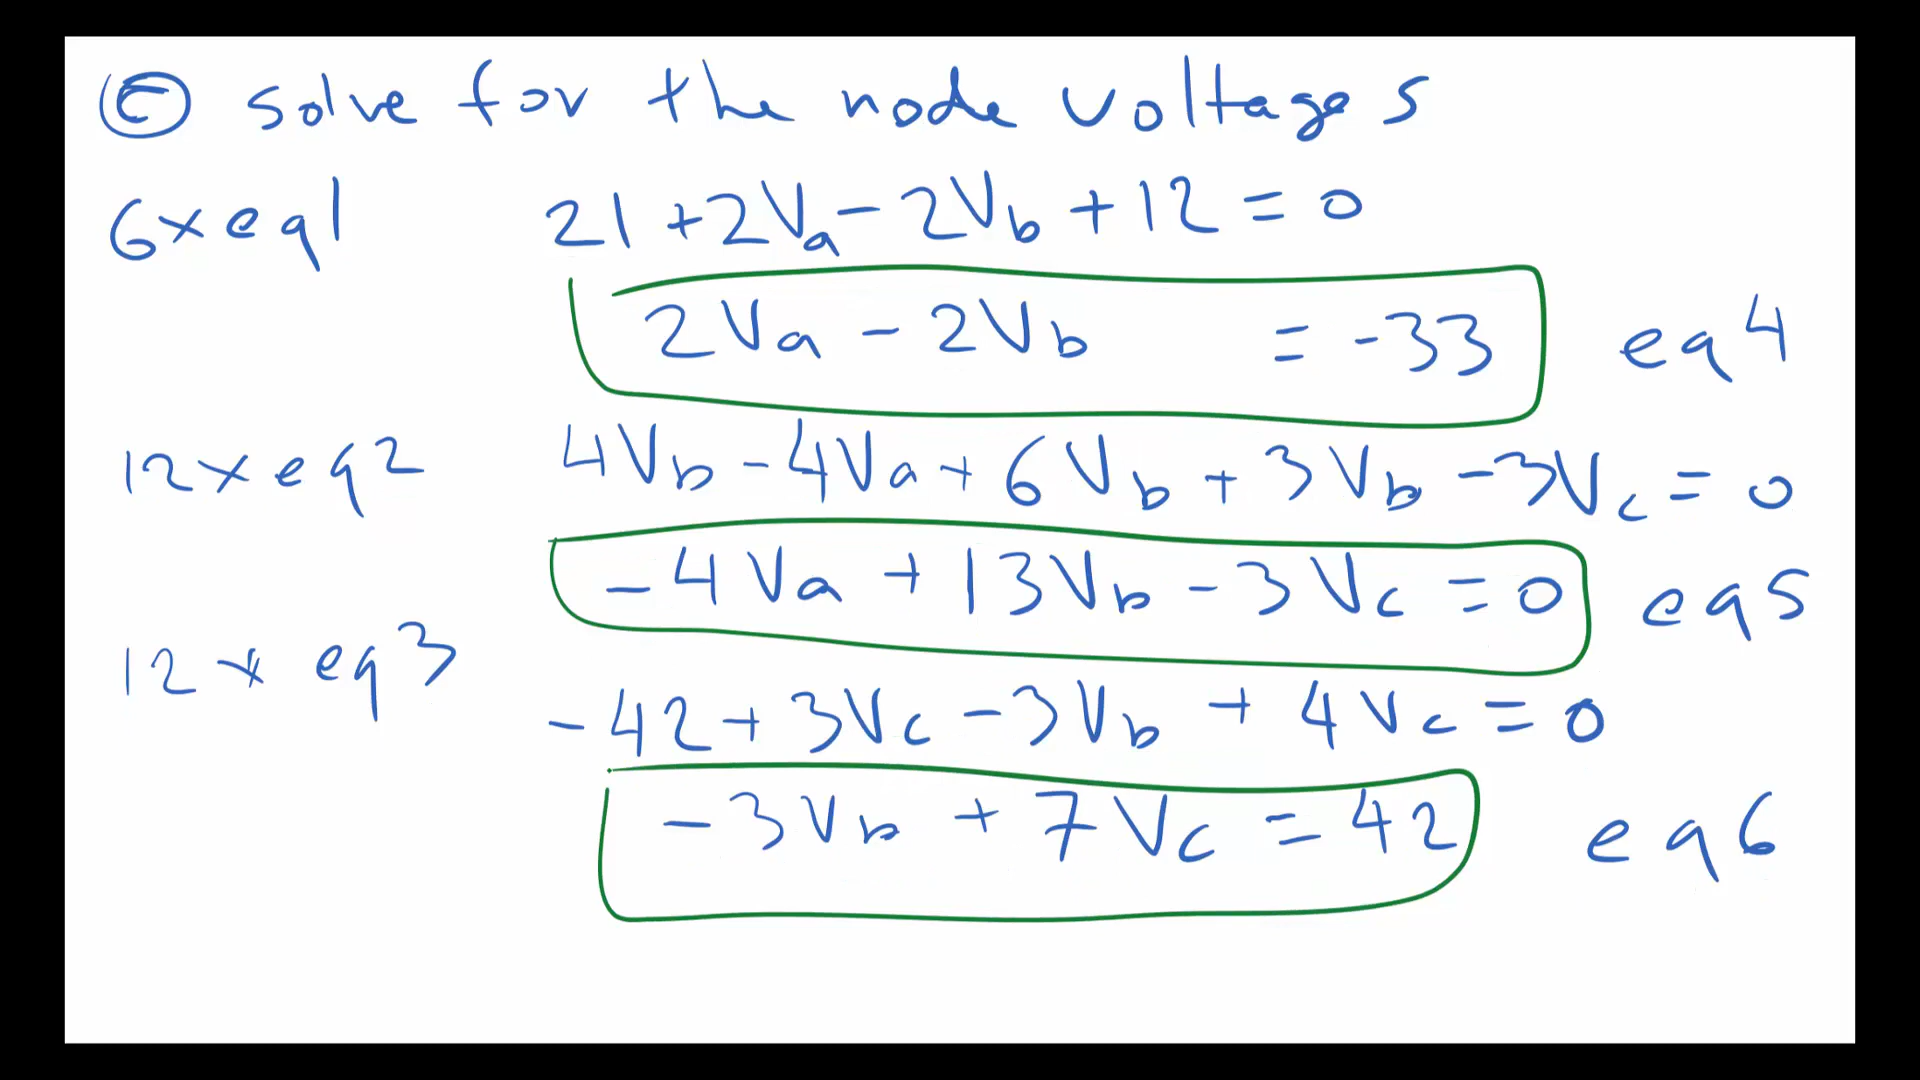 Ⓒ solve for the node voltages
6×eq1 21 + 2Va - 2Vb + 12 = 0
2Va - 2Vb = -33 eq4
12×eq2 4Vb - 4Va + 6Vb + 3Vb - 3Vc = 0
-4Va + 13Vb - 3Vc = 0 eq5
12×eq3
-42 + 3Vc - 3Vb + 4Vc = 0
-3Vb + 7Vc = 42 eq6